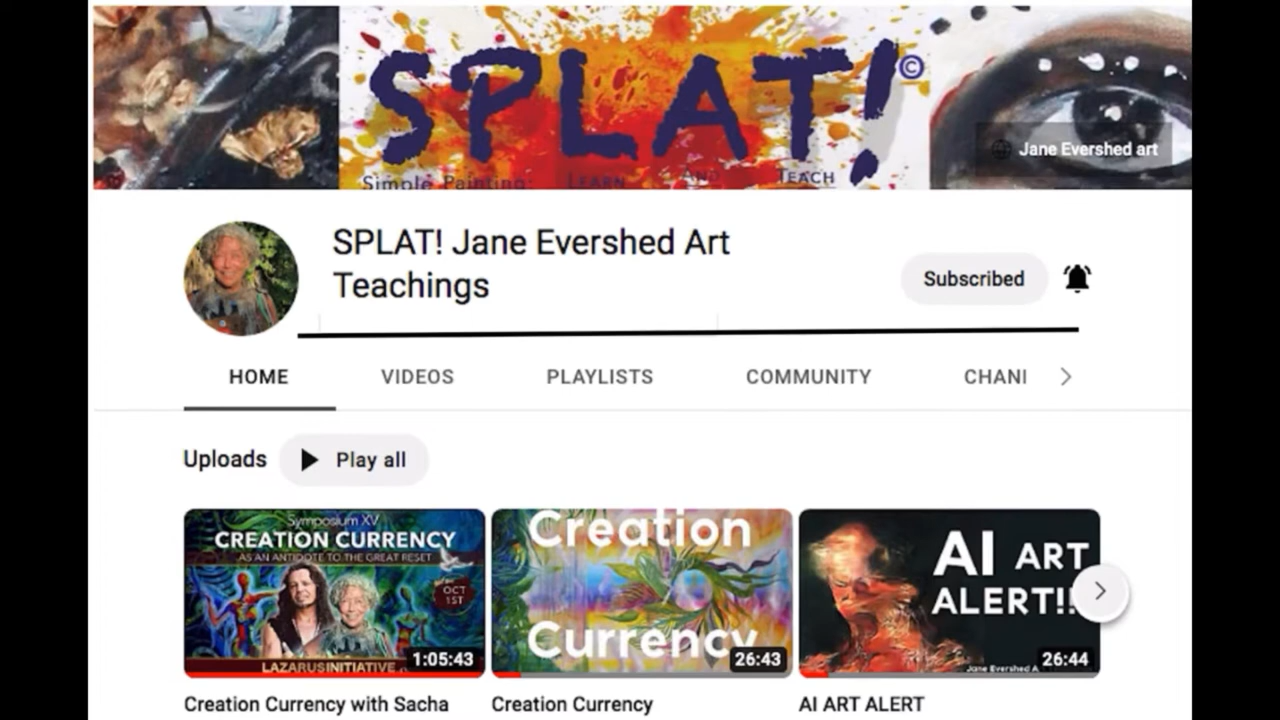 SPLAT!©
Simple Painting: LEARN AND TEACH
Jane Evershed art
SPLAT! Jane Evershed Art
Teachings
Subscribed
HOME VIDEOS PLAYLISTS COMMUNITY CHANI
Uploads Play all
Symposium XV
CREATION CURRENCY
AS AN ANTIDOTE TO THE GREAT RESET
OCT
1ST
LAZARUSINITIATIVE
1:05:43
Creation
Currency
26:43
AI ART
ALERT!!
Jane Evershed A
26:44
Creation Currency with Sacha
Creation Currency
AI ART ALERT